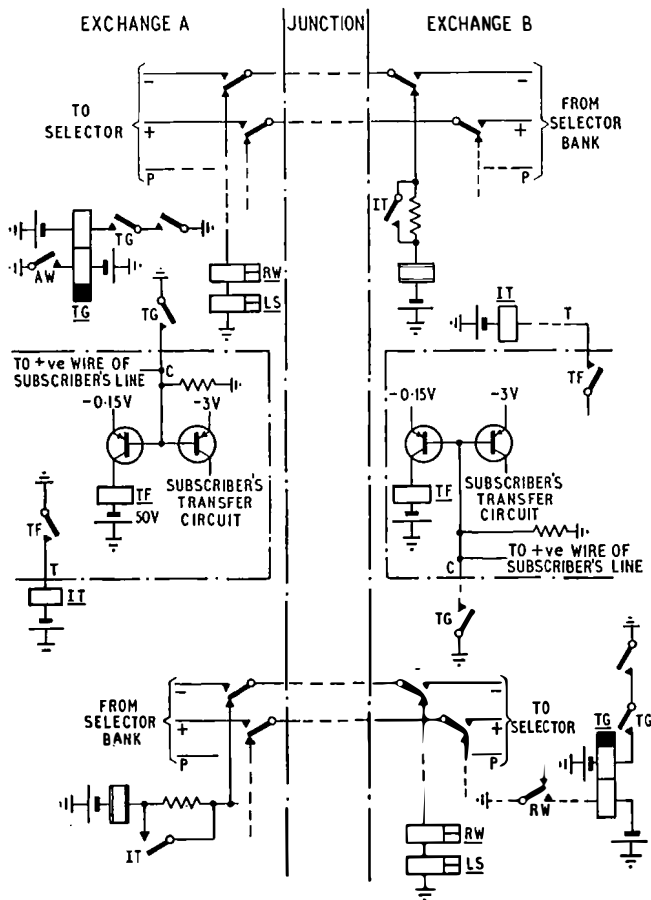 EXCHANGE A
JUNCTION
EXCHANGE B
TO SELECTOR
−
+
P
−
+
P
FROM
SELECTOR
BANK
IT
TG
AW
TG
TG
RW
LS
IT
T
TF
TO +ve WIRE OF
SUBSCRIBER'S LINE
C
-0.15V
-3V
SUBSCRIBER'S
TRANSFER
CIRCUIT
TF
50V
TF
T
IT
-0.15V
-3V
SUBSCRIBER'S
TRANSFER
CIRCUIT
TF
TO +ve WIRE OF
SUBSCRIBER'S LINE
C
TG
FROM
SELECTOR
BANK
−
+
P
−
+
P
TO
SELECTOR
TG
TG
RW
IT
RW
LS